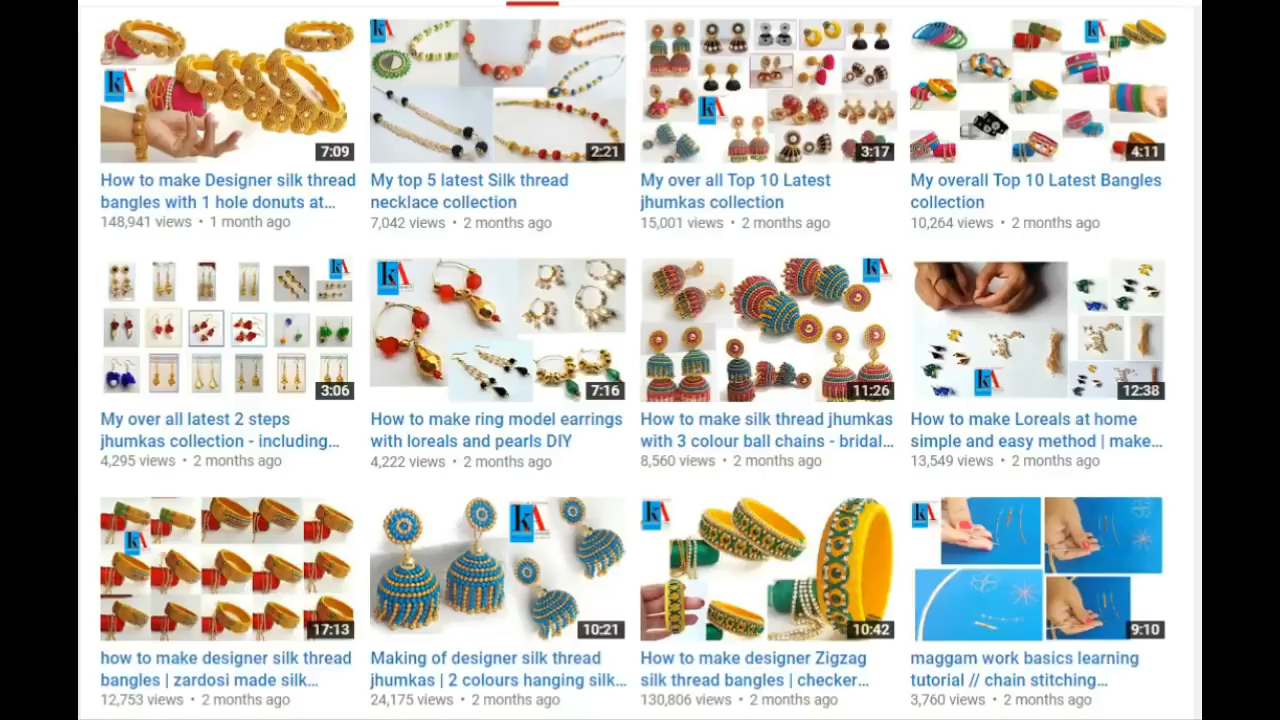 7:09
2:21
3:17
4:11
How to make Designer silk thread
bangles with 1 hole donuts at...
148,941 views • 1 month ago
My top 5 latest Silk thread
necklace collection
7,042 views • 2 months ago
My over all Top 10 Latest
jhumkas collection
15,001 views • 2 months ago
My overall Top 10 Latest Bangles
collection
10,264 views • 2 months ago
3:06
7:16
11:26
12:38
My over all latest 2 steps
jhumkas collection - including...
4,295 views • 2 months ago
How to make ring model earrings
with loreals and pearls DIY
4,222 views • 2 months ago
How to make silk thread jhumkas
with 3 colour ball chains - bridal...
8,560 views • 2 months ago
How to make Loreals at home
simple and easy method | make...
13,549 views • 2 months ago
17:13
10:21
10:42
9:10
how to make designer silk thread
bangles | zardosi made silk...
12,753 views • 2 months ago
Making of designer silk thread
jhumkas | 2 colours hanging silk...
24,175 views • 2 months ago
How to make designer Zigzag
silk thread bangles | checker...
130,806 views • 2 months ago
maggam work basics learning
tutorial // chain stitching...
3,760 views • 2 months ago